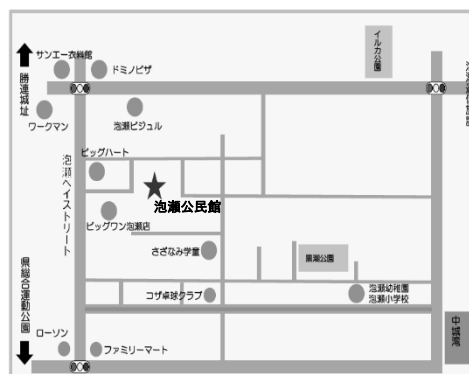 サンエー衣料館
ドミノピザ
イルカ公園
勝連城址
ワークマン
泡瀬ビジュル
ビッグハート
泡瀬ベイストリート
泡瀬公民館
ビッグワン泡瀬店
さざなみ学童
黒潮公園
県総合運動公園
コザ卓球クラブ
泡瀬幼稚園
泡瀬小学校
中城湾
ローソン
ファミリーマート